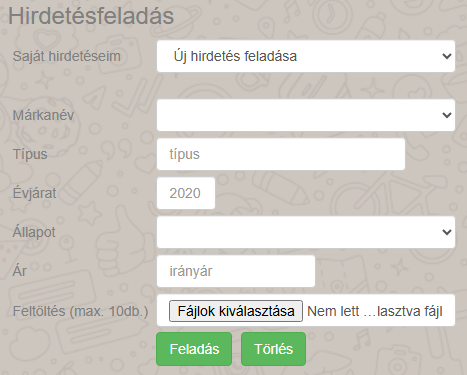 Hirdetésfeladás
Saját hirdetéseim Új hirdetés feladása
Márkanév
Típus típus
Évjárat 2020
Állapot
Ár irányár
Feltöltés (max. 10db.) Fájlok kiválasztása Nem lett …lasztva fájl
Feladás Törlés